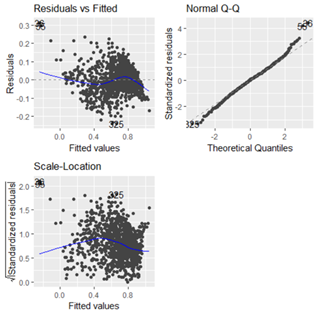 Residuals vs Fitted
Residuals
0.3
0.2
0.1
0.0
-0.1
-0.2
0.0 0.4 0.8
Fitted values
325
Normal Q-Q
Standardized residuals
4
2
0
-2
-2 0 2
Theoretical Quantiles
325
Scale-Location
√|Standardized residuals|
2.0
1.5
1.0
0.5
0.0
0.0 0.4 0.8
Fitted values
325